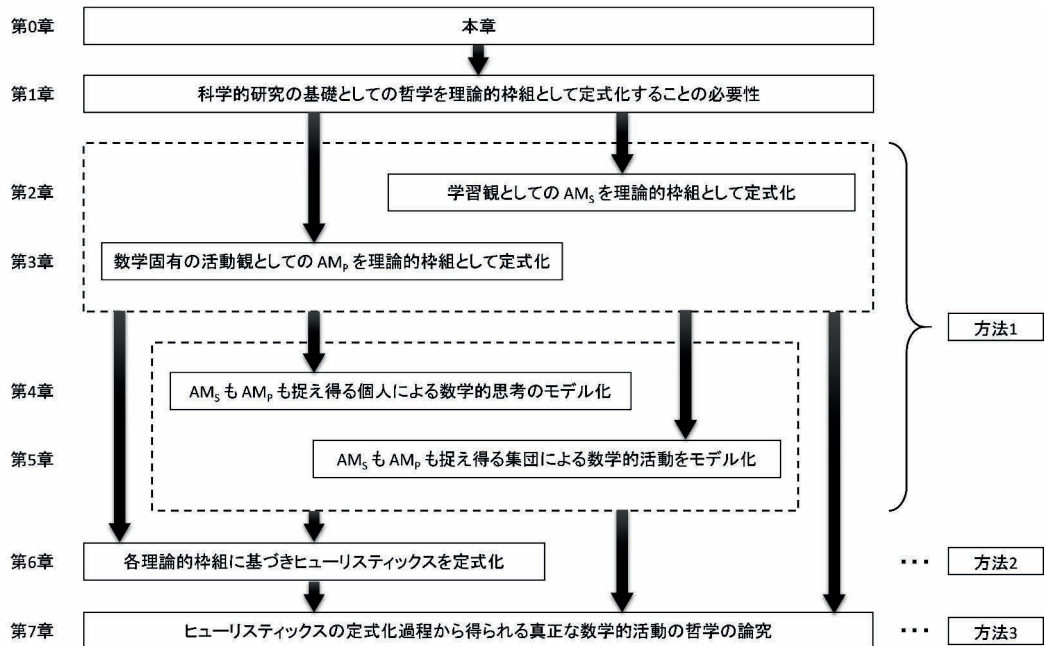 第0章
本章
第1章
科学的研究の基礎としての哲学を理論的枠組として定式化することの必要性
第2章
学習観としての AMS を理論的枠組として定式化
第3章
数学固有の活動観としての AMP を理論的枠組として定式化
方法1
第4章
AMS も AMP も捉え得る個人による数学的思考のモデル化
第5章
AMS も AMP も捉え得る集団による数学的活動をモデル化
第6章
各理論的枠組に基づきヒューリスティックスを定式化
… 方法2
第7章
ヒューリスティックスの定式化過程から得られる真正な数学的活動の哲学の論究
… 方法3